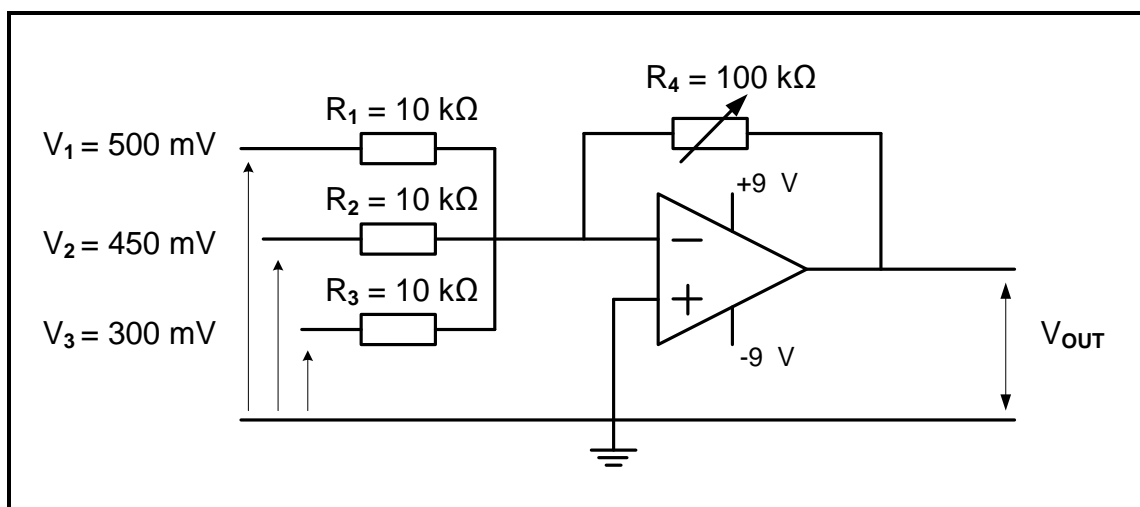 R4 = 100 kΩ
R1 = 10 kΩ
V1 = 500 mV
+9 V
R2 = 10 kΩ
V2 = 450 mV
−
R3 = 10 kΩ
+
V3 = 300 mV
-9 V
VOUT